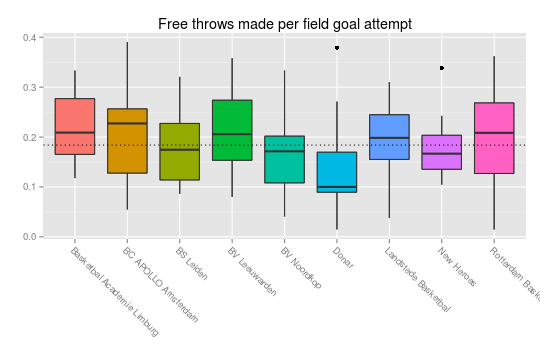 Free throws made per field goal attempt
0.4
0.3
0.2
0.1
0.0
Basketbal Academie Limburg
BC APOLLO Amsterdam
BS Leiden
BV Leeuwarden
BV Noordkop
Donar
Landstede Basketbal
New Heroes
Rotterdam